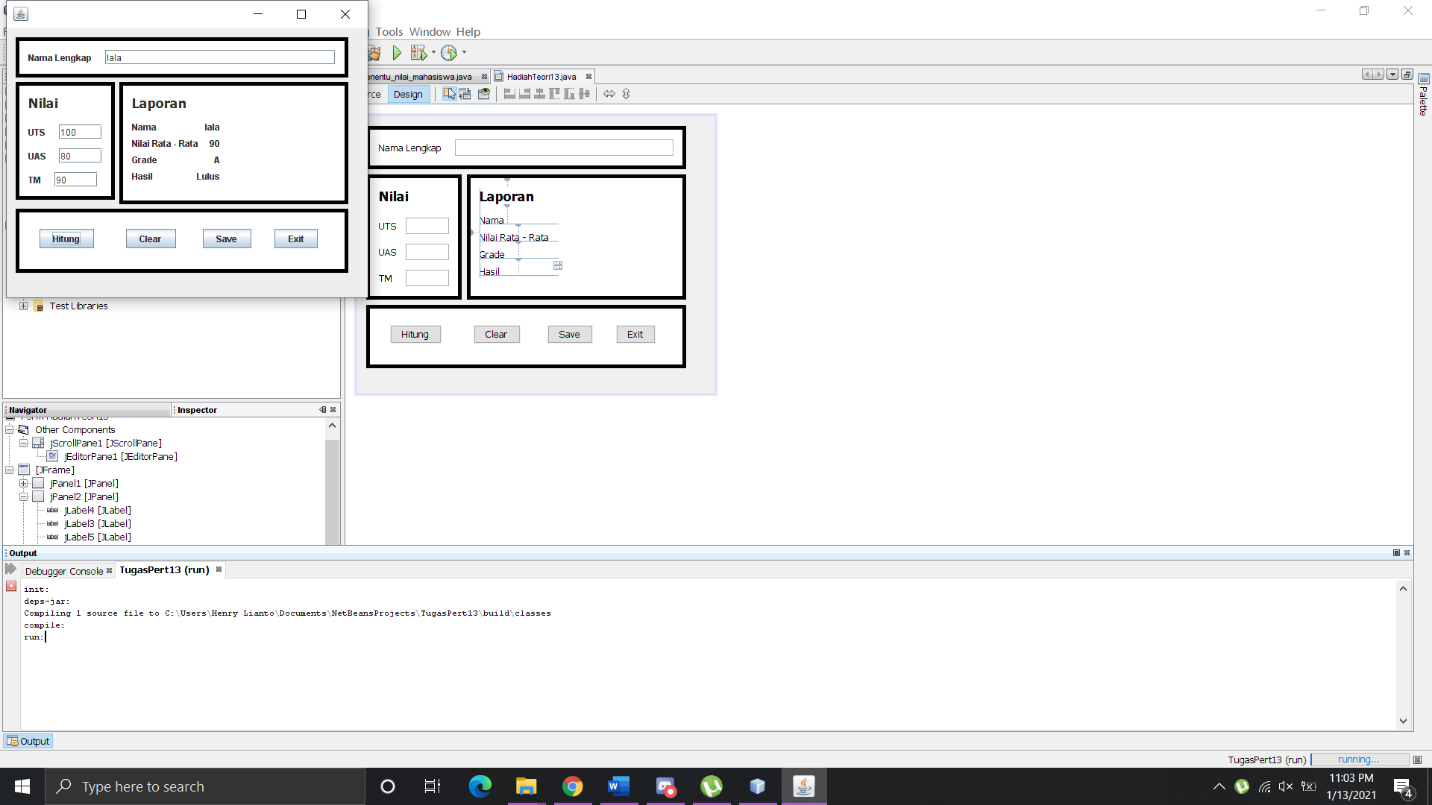 Tools Window Help
Nama Lengkap lala
Nilai
UTS 100
UAS 80
TM 90
Laporan
Nama lala
Nilai Rata - Rata 90
Grade A
Hasil Lulus
Hitung Clear Save Exit
enentu_nilai_mahasiswa.java HadiahTeori13.java
rce Design
Palette
Nama Lengkap
Nilai
UTS
UAS
TM
Laporan
Nama
Nilai Rata - Rata
Grade
Hasil
Hitung Clear Save Exit
Test Libraries
Navigator Inspector
Other Components
jScrollPane1 [JScrollPane]
jEditorPane1 [JEditorPane]
[JFrame]
jPanel1 [JPanel]
jPanel2 [JPanel]
label jLabel4 [JLabel]
label jLabel3 [JLabel]
label jLabel5 [JLabel]
Output
Debugger Console TugasPert13 (run)
init:
deps-jar:
Compiling 1 source file to C:\Users\Henry Lianto\Documents\NetBeansProjects\TugasPert13\build\classes
compile:
run:
Output
TugasPert13 (run) running...
Type here to search
11:03 PM
1/13/2021
4